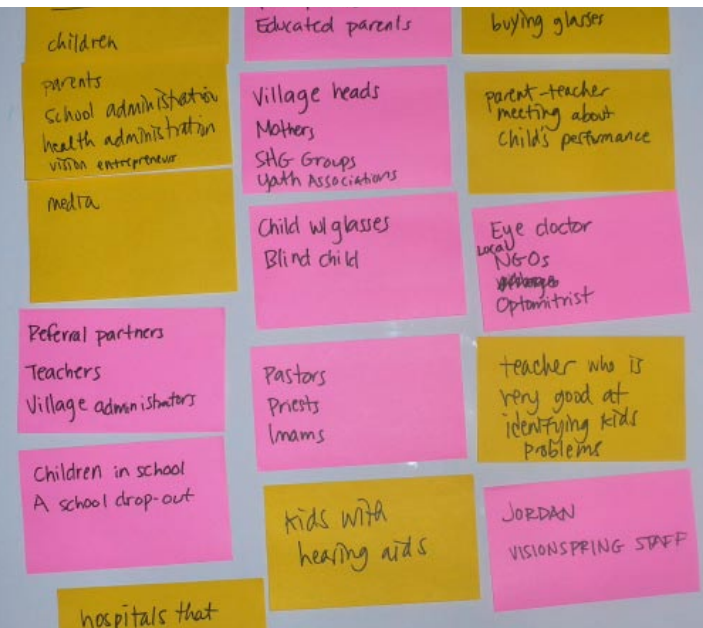 children
parents
School administration
health administration
vision entrepreneur
media
Referral partners
Teachers
Village administrators
Children in school
A school drop-out
hospitals that
Educated parents
Village heads
Mothers
SHG Groups
Yath Associations
Child w/glasses
Blind child
Pastors
Priests
Imams
kids with
hearing aids
buying glasses
parent-teacher
meeting about
Child's performance
Eye doctor
Local
NGOs
Optomitrist
teacher who is
very good at
identifying kids
problems
JORDAN
VISIONSPRING STAFF